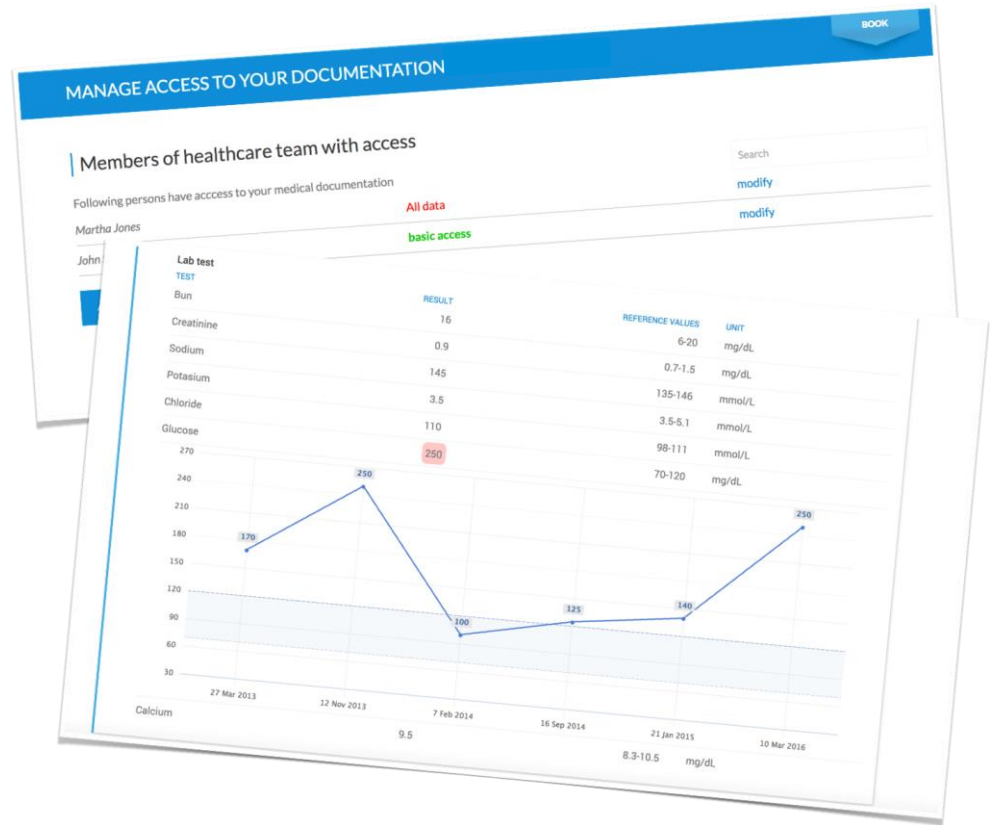 BOOK
MANAGE ACCESS TO YOUR DOCUMENTATION
Members of healthcare team with access
Search
Following persons have acccess to your medical documentation
Martha Jones All data modify
John basic access modify
Lab test
TEST RESULT REFERENCE VALUES UNIT
Bun 16 6-20 mg/dL
Creatinine 0.9 0.7-1.5 mg/dL
Sodium 145 135-146 mmol/L
Potasium 3.5 3.5-5.1 mmol/L
Chloride 110 98-111 mmol/L
Glucose 250 70-120 mg/dL
270
240
210
180
150
120
90
60
30
170 250 100 125 140 250
27 Mar 2013 12 Nov 2013 7 Feb 2014 16 Sep 2014 21 Jan 2015 10 Mar 2016
Calcium 9.5 8.3-10.5 mg/dL